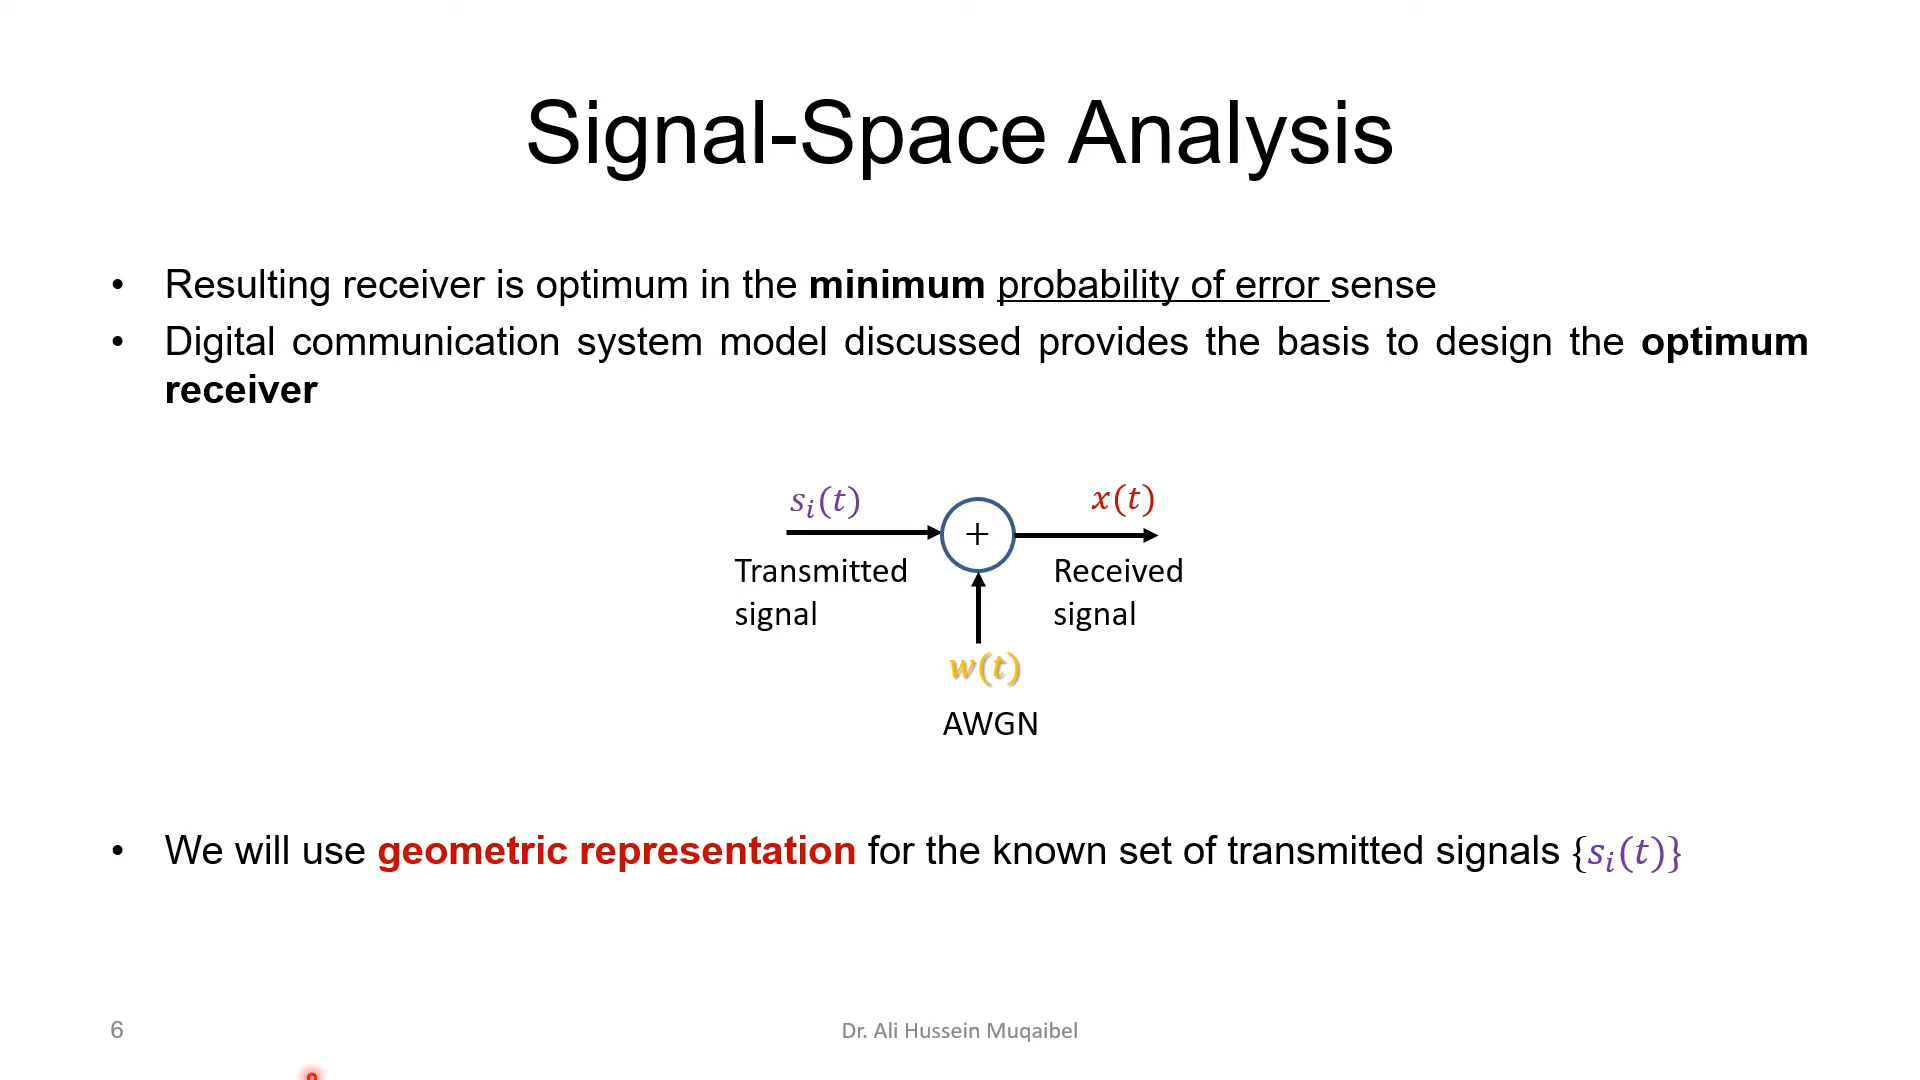 Signal-Space Analysis
• Resulting receiver is optimum in the minimum probability of error sense
• Digital communication system model discussed provides the basis to design the optimum
receiver
𝑠ᵢ(𝑡)
𝑥(𝑡)
+
Transmitted
signal
Received
signal
𝑤(𝑡)
AWGN
• We will use geometric representation for the known set of transmitted signals {𝑠ᵢ(𝑡)}
6
Dr. Ali Hussein Muqaibel